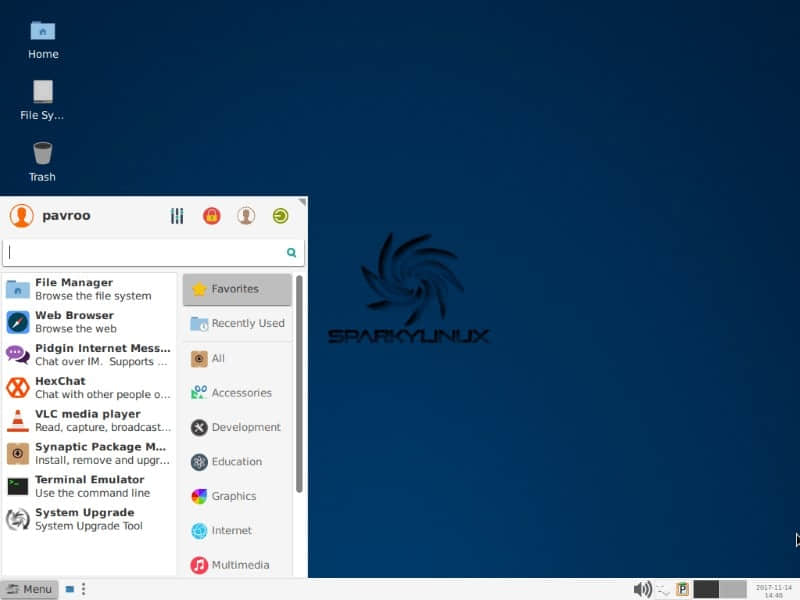 Home
File Sy...
Trash
pavroo
File Manager
Browse the file system
Web Browser
Browse the web
Pidgin Internet Mess...
Chat over IM.  Supports ...
HexChat
Chat with other people o...
VLC media player
Read, capture, broadcast...
Synaptic Package M...
Install, remove and upgr...
Terminal Emulator
Use the command line
System Upgrade
System Upgrade Tool
Favorites
Recently Used
All
Accessories
Development
Education
Graphics
Internet
Multimedia
SPARKYLINUX
Menu
P
2017-11-14
14:46